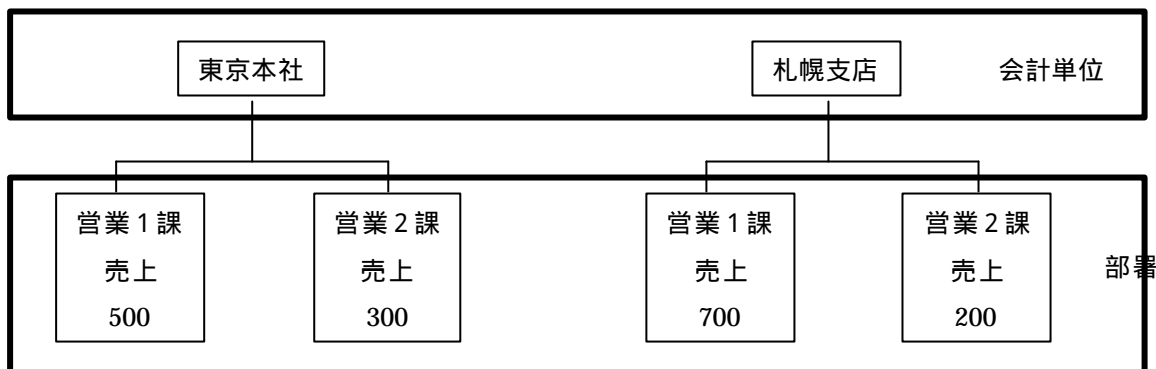 東京本社
札幌支店
会計単位
営業1課
売上
500
営業2課
売上
300
営業1課
売上
700
営業2課
売上
200
部署